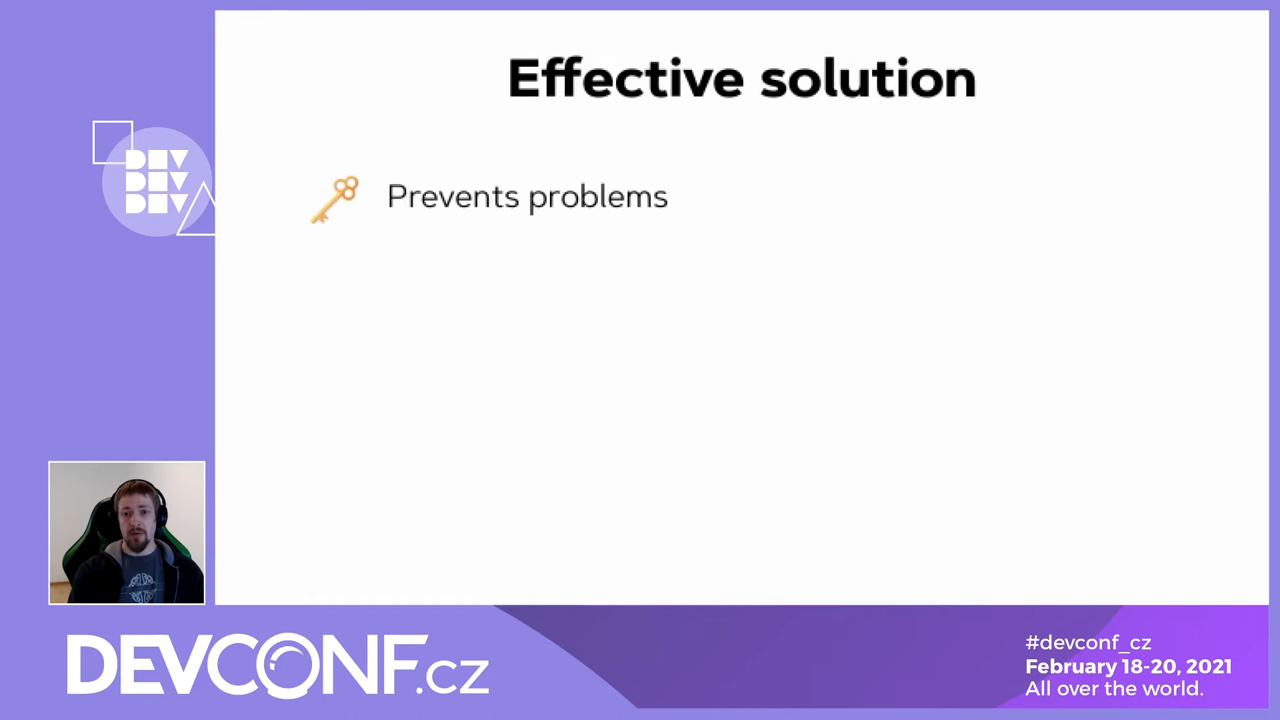 Effective solution
Prevents problems
DEV
DEV
DEV
DEVCONF.cz
#devconf_cz
February 18-20, 2021
All over the world.